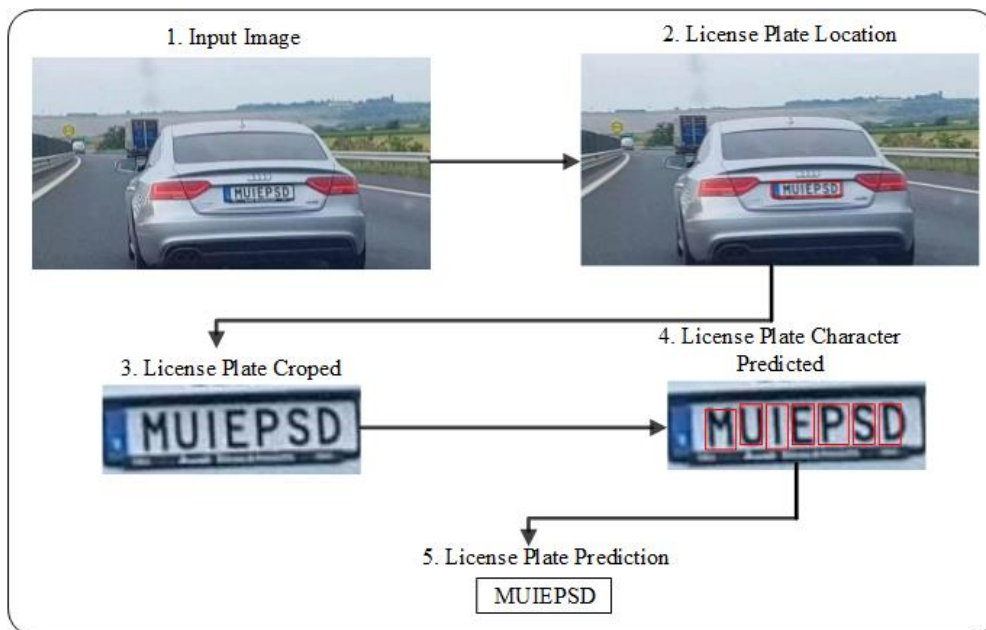 1. Input Image
2. License Plate Location
MUIEPSD
MUIEPSD
3. License Plate Croped
4. License Plate Character
Predicted
MUIEPSD
MUIEPSD
5. License Plate Prediction
MUIEPSD